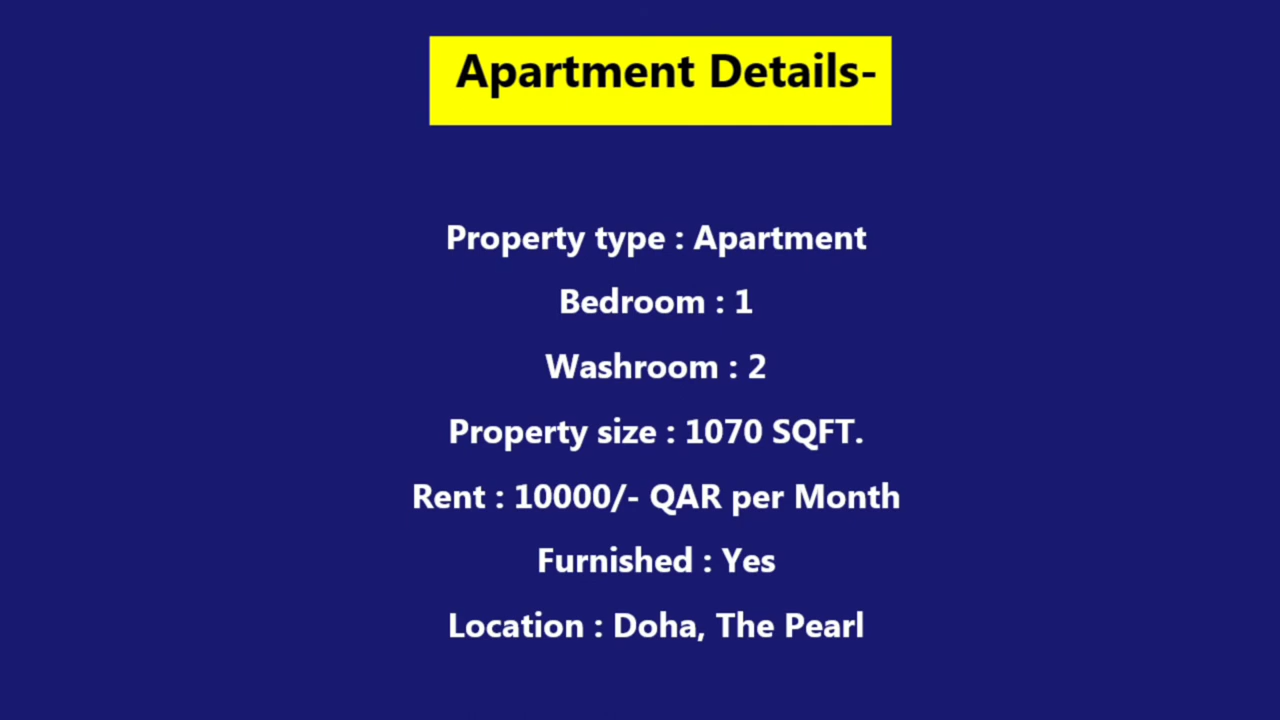 Apartment Details-
Property type : Apartment
Bedroom : 1
Washroom : 2
Property size : 1070 SQFT.
Rent : 10000/- QAR per Month
Furnished : Yes
Location : Doha, The Pearl